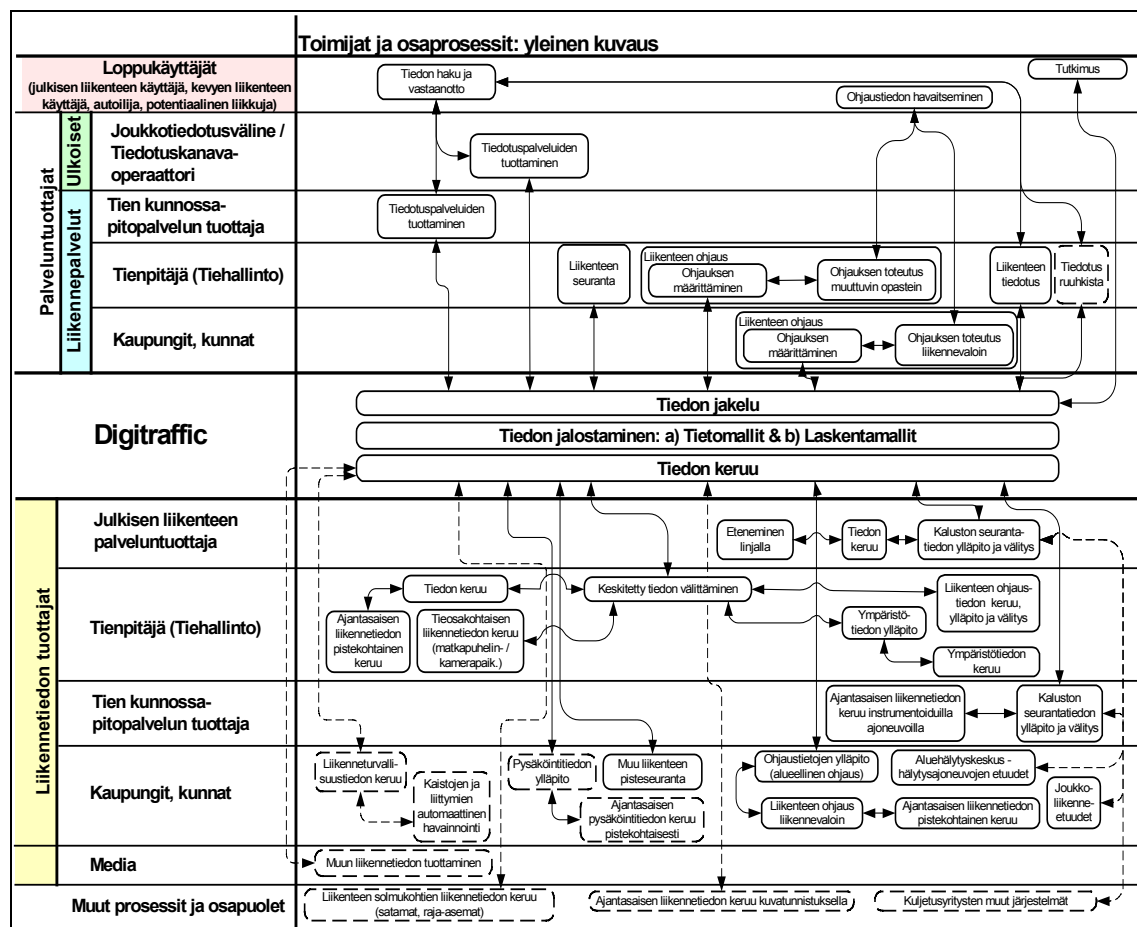 Toimijat ja osaprosessit: yleinen kuvaus
Loppukäyttäjät
(julkisen liikenteen käyttäjä, kevyen liikenteen
käyttäjä, autoilija, potentiaalinen liikkuja)
Tiedon haku ja
vastaanotto
Ohjaustiedon havaitseminen
Tutkimus
Palveluntuottajat
Ulkoiset
Joukkotiedotusväline /
Tiedotuskanava-
operaattori
Tiedotuspalveluiden
tuottaminen
Liikennepalvelut
Tien kunnossa-
pitopalvelun tuottaja
Tiedotuspalveluiden
tuottaminen
Tienpitäjä (Tiehallinto)
Liikenteen
seuranta
Liikenteen ohjaus
Ohjauksen
määrittäminen
Ohjauksen toteutus
muuttuvin opastein
Liikenteen
tiedotus
Tiedotus
ruuhkista
Kaupungit, kunnat
Liikenteen ohjaus
Ohjauksen
määrittäminen
Ohjauksen toteutus
liikennevaloin
Digitraffic
Tiedon jakelu
Tiedon jalostaminen: a) Tietomallit & b) Laskentamallit
Tiedon keruu
Liikennetiedon tuottajat
Julkisen liikenteen
palveluntuottaja
Eteneminen
linjalla
Tiedon
keruu
Kaluston seuranta-
tiedon ylläpito ja välitys
Tienpitäjä (Tiehallinto)
Tiedon keruu
Keskitetty tiedon välittäminen
Liikenteen ohjaus-
tiedon keruu,
ylläpito ja välitys
Ajantasaisen
liikennetiedon
pistekohtainen
keruu
Tieosakohtaisen
liikennetiedon keruu
(matkapuhelin- /
kamerapaik.)
Ympäristö-
tiedon ylläpito
Ympäristötiedon
keruu
Tien kunnossa-
pitopalvelun tuottaja
Ajantasaisen liikennetiedon
keruu instrumentoiduilla
ajoneuvoilla
Kaluston
seurantatiedon
ylläpito ja välitys
Kaupungit, kunnat
Liikenneturvalli-
suustiedon keruu
Kaistojen ja
liittymien
automaattinen
havainnointi
Pysäköintitiedon
ylläpito
Muu liikenteen
pisteseuranta
Ajantasaisen
pysäköintitiedon keruu
pistekohtaisesti
Ohjaustietojen ylläpito
(alueellinen ohjaus)
Aluehälytyskeskus -
hälytysajoneuvojen etuudet
Liikenteen ohjaus
liikennevaloin
Ajantasaisen liikennetiedon
pistekohtainen keruu
Joukko-
liikenne-
etuudet
Media
Muun liikennetiedon tuottaminen
Muut prosessit ja osapuolet
Liikenteen solmukohtien liikennetiedon keruu
(satamat, raja-asemat)
Ajantasaisen liikennetiedon keruu kuvatunnistuksella
Kuljetusyritysten muut järjestelmät